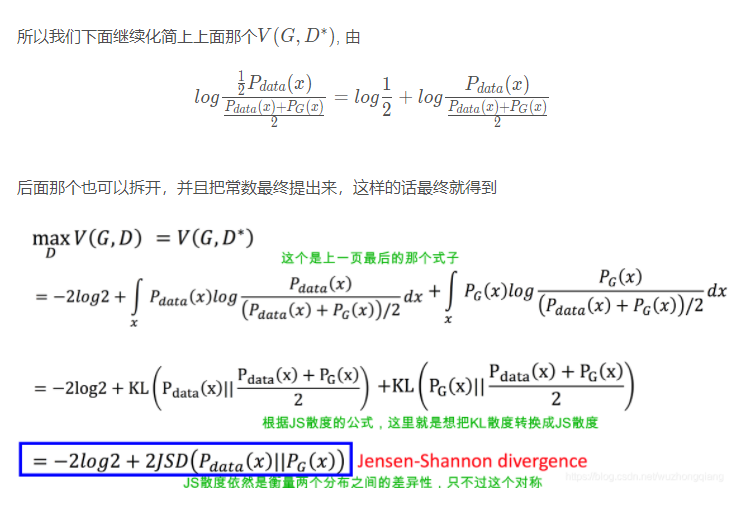 所以我们下面继续化简上上面那个V(G, D*), 由
log \frac{\frac{1}{2}P_{data}(x)}{\frac{P_{data}(x)+P_G(x)}{2}} = log\frac{1}{2} + log \frac{P_{data}(x)}{\frac{P_{data}(x)+P_G(x)}{2}}
后面那个也可以拆开，并且把常数最终提出来，这样的话最终就得到
\max_D V(G,D) = V(G,D*)
这个是上一页最后的那个式子
= -2log2 + \int_x P_{data}(x)log \frac{P_{data}(x)}{(P_{data}(x) + P_G(x))/2} dx + \int_x P_G(x)log \frac{P_G(x)}{(P_{data}(x) + P_G(x))/2} dx
= -2log2 + KL(P_{data}(x)||\frac{P_{data}(x) + P_G(x)}{2}) +KL(P_G(x)||\frac{P_{data}(x) + P_G(x)}{2})
根据JS散度的公式，这里就是想把KL散度转换成JS散度
= -2log2 + 2JSD(P_{data}(x)||P_G(x)) Jensen-Shannon divergence
JS散度依然是衡量两个分布之间的差异性，只不过这个对称
https://blog.csdn.net/wuzhongqiang